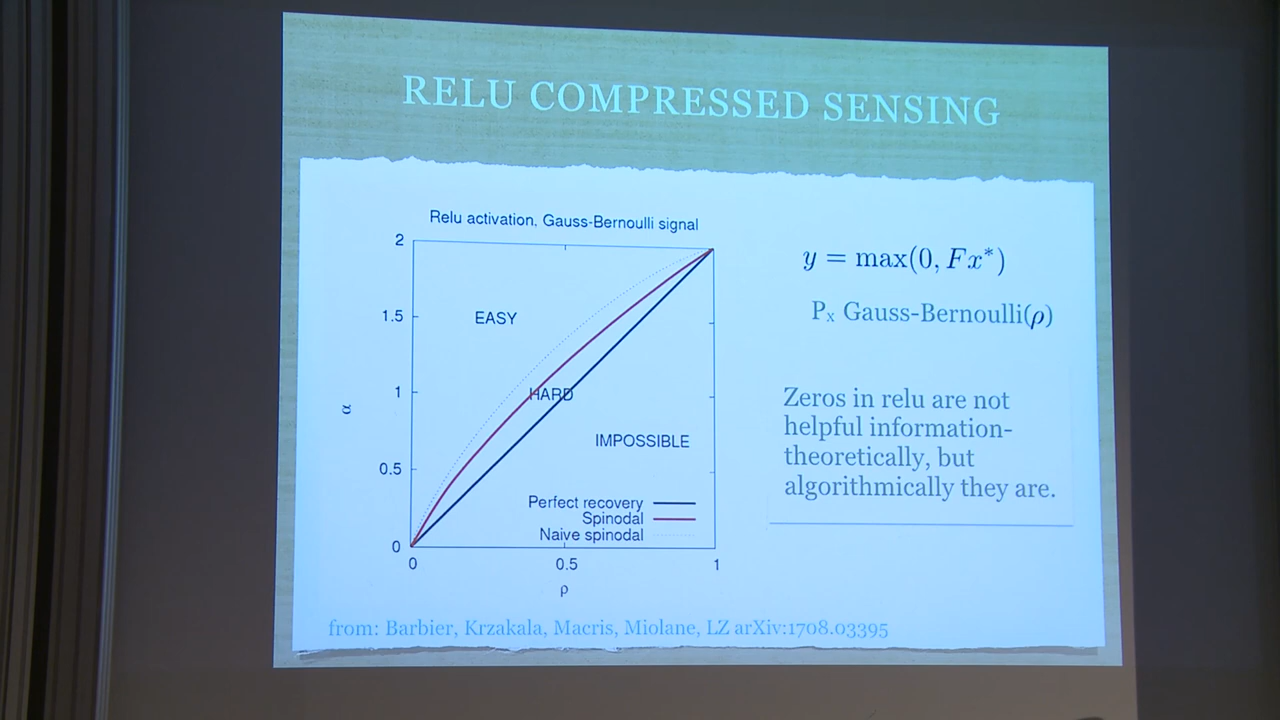 RELU COMPRESSED SENSING
Relu activation, Gauss-Bernoulli signal
2
1.5
1
0.5
0
α
EASY
HARD
IMPOSSIBLE
Perfect recovery
Spinodal
Naive spinodal
0
0.5
1
ρ
y = max(0, Fx*)
Px Gauss-Bernoulli(ρ)
Zeros in relu are not
helpful information-
theoretically, but
algorithmically they are.
from: Barbier, Krzakala, Macris, Miolane, LZ arXiv:1708.03395